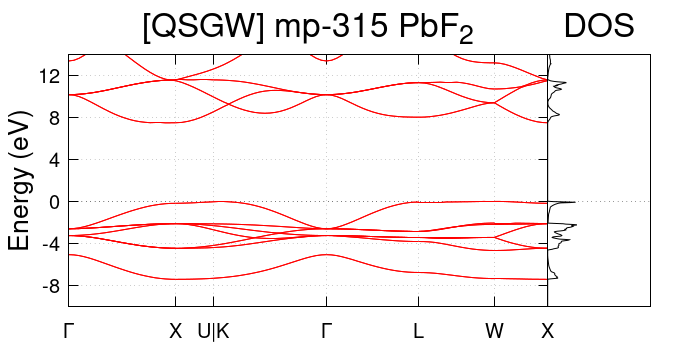 [QSGW] mp-315 PbF2 DOS
Energy (eV)
12
8
4
0
-4
-8
Γ X U|K Γ L W X